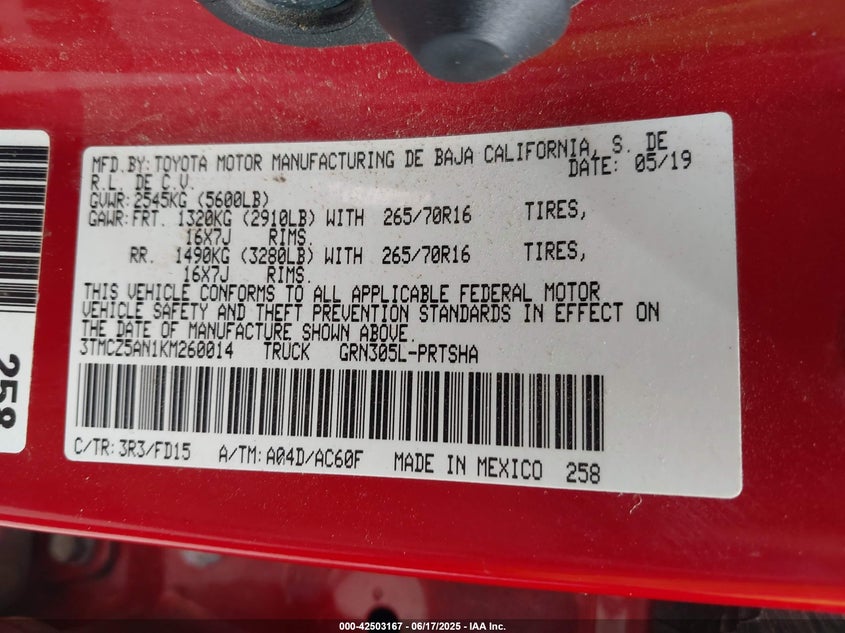 MFD.BY:TOYOTA MOTOR MANUFACTURING DE BAJA CALIFORNIA, S. DE
R.L. DE C.V. DATE: 05/19
GVWR:2545KG (5600LB)
GAWR:FRT. 1320KG (2910LB) WITH 265/70R16 TIRES,
16X7J RIMS.
RR. 1490KG (3280LB) WITH 265/70R16 TIRES,
16X7J RIMS.
THIS VEHICLE CONFORMS TO ALL APPLICABLE FEDERAL MOTOR
VEHICLE SAFETY AND THEFT PREVENTION STANDARDS IN EFFECT ON
THE DATE OF MANUFACTURE SHOWN ABOVE.
3TMCZ5AN1KM260014 TRUCK GRN305L-PRTSHA
C/TR:3R3/FD15 A/TM:A04D/AC60F MADE IN MEXICO 258
258
000-42503167 - 06/17/2025 - IAA Inc.